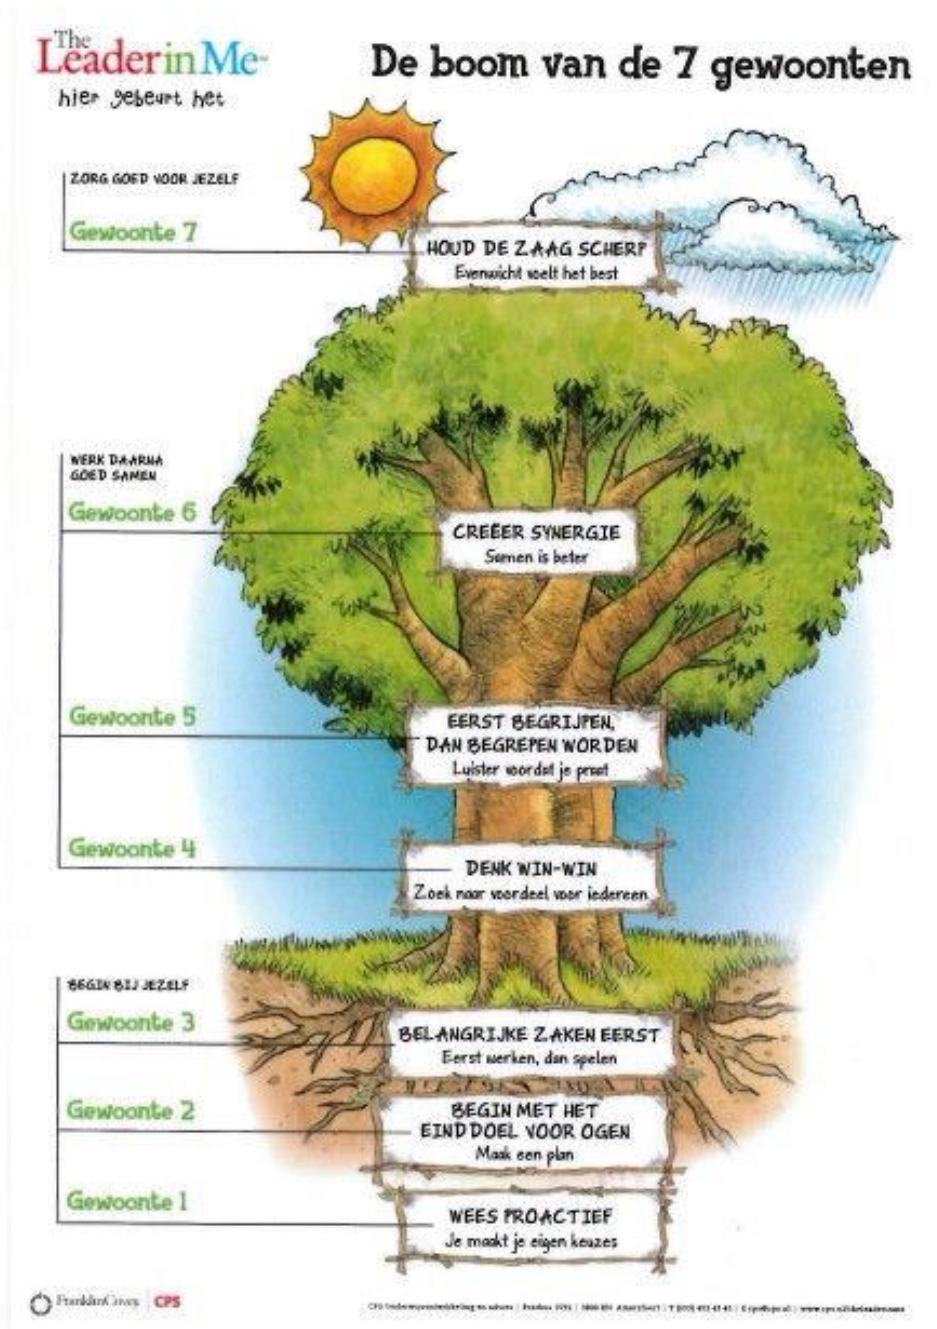 The
Leader in Me
hier gebeurt het
De boom van de 7 gewoonten
ZORG GOED VOOR JEZELF
Gewoonte 7
HOUD DE ZAAG SCHERP
Evenwicht voelt het best
WERK DAARNA
GOED SAMEN
Gewoonte 6
CREËER SYNERGIE
Samen is beter
Gewoonte 5
EERST BEGRIJPEN,
DAN BEGREPEN WORDEN
Luister voordat je praat
Gewoonte 4
DENK WIN-WIN
Zoek naar voordeel voor iedereen
BEGIN BIJ JEZELF
Gewoonte 3
BELANGRIJKE ZAKEN EERST
Eerst werken, dan spelen
Gewoonte 2
BEGIN MET HET
EINDDOEL VOOR OGEN
Maak een plan
Gewoonte 1
WEES PROACTIEF
Je maakt je eigen keuzes
FranklinCovey CPS